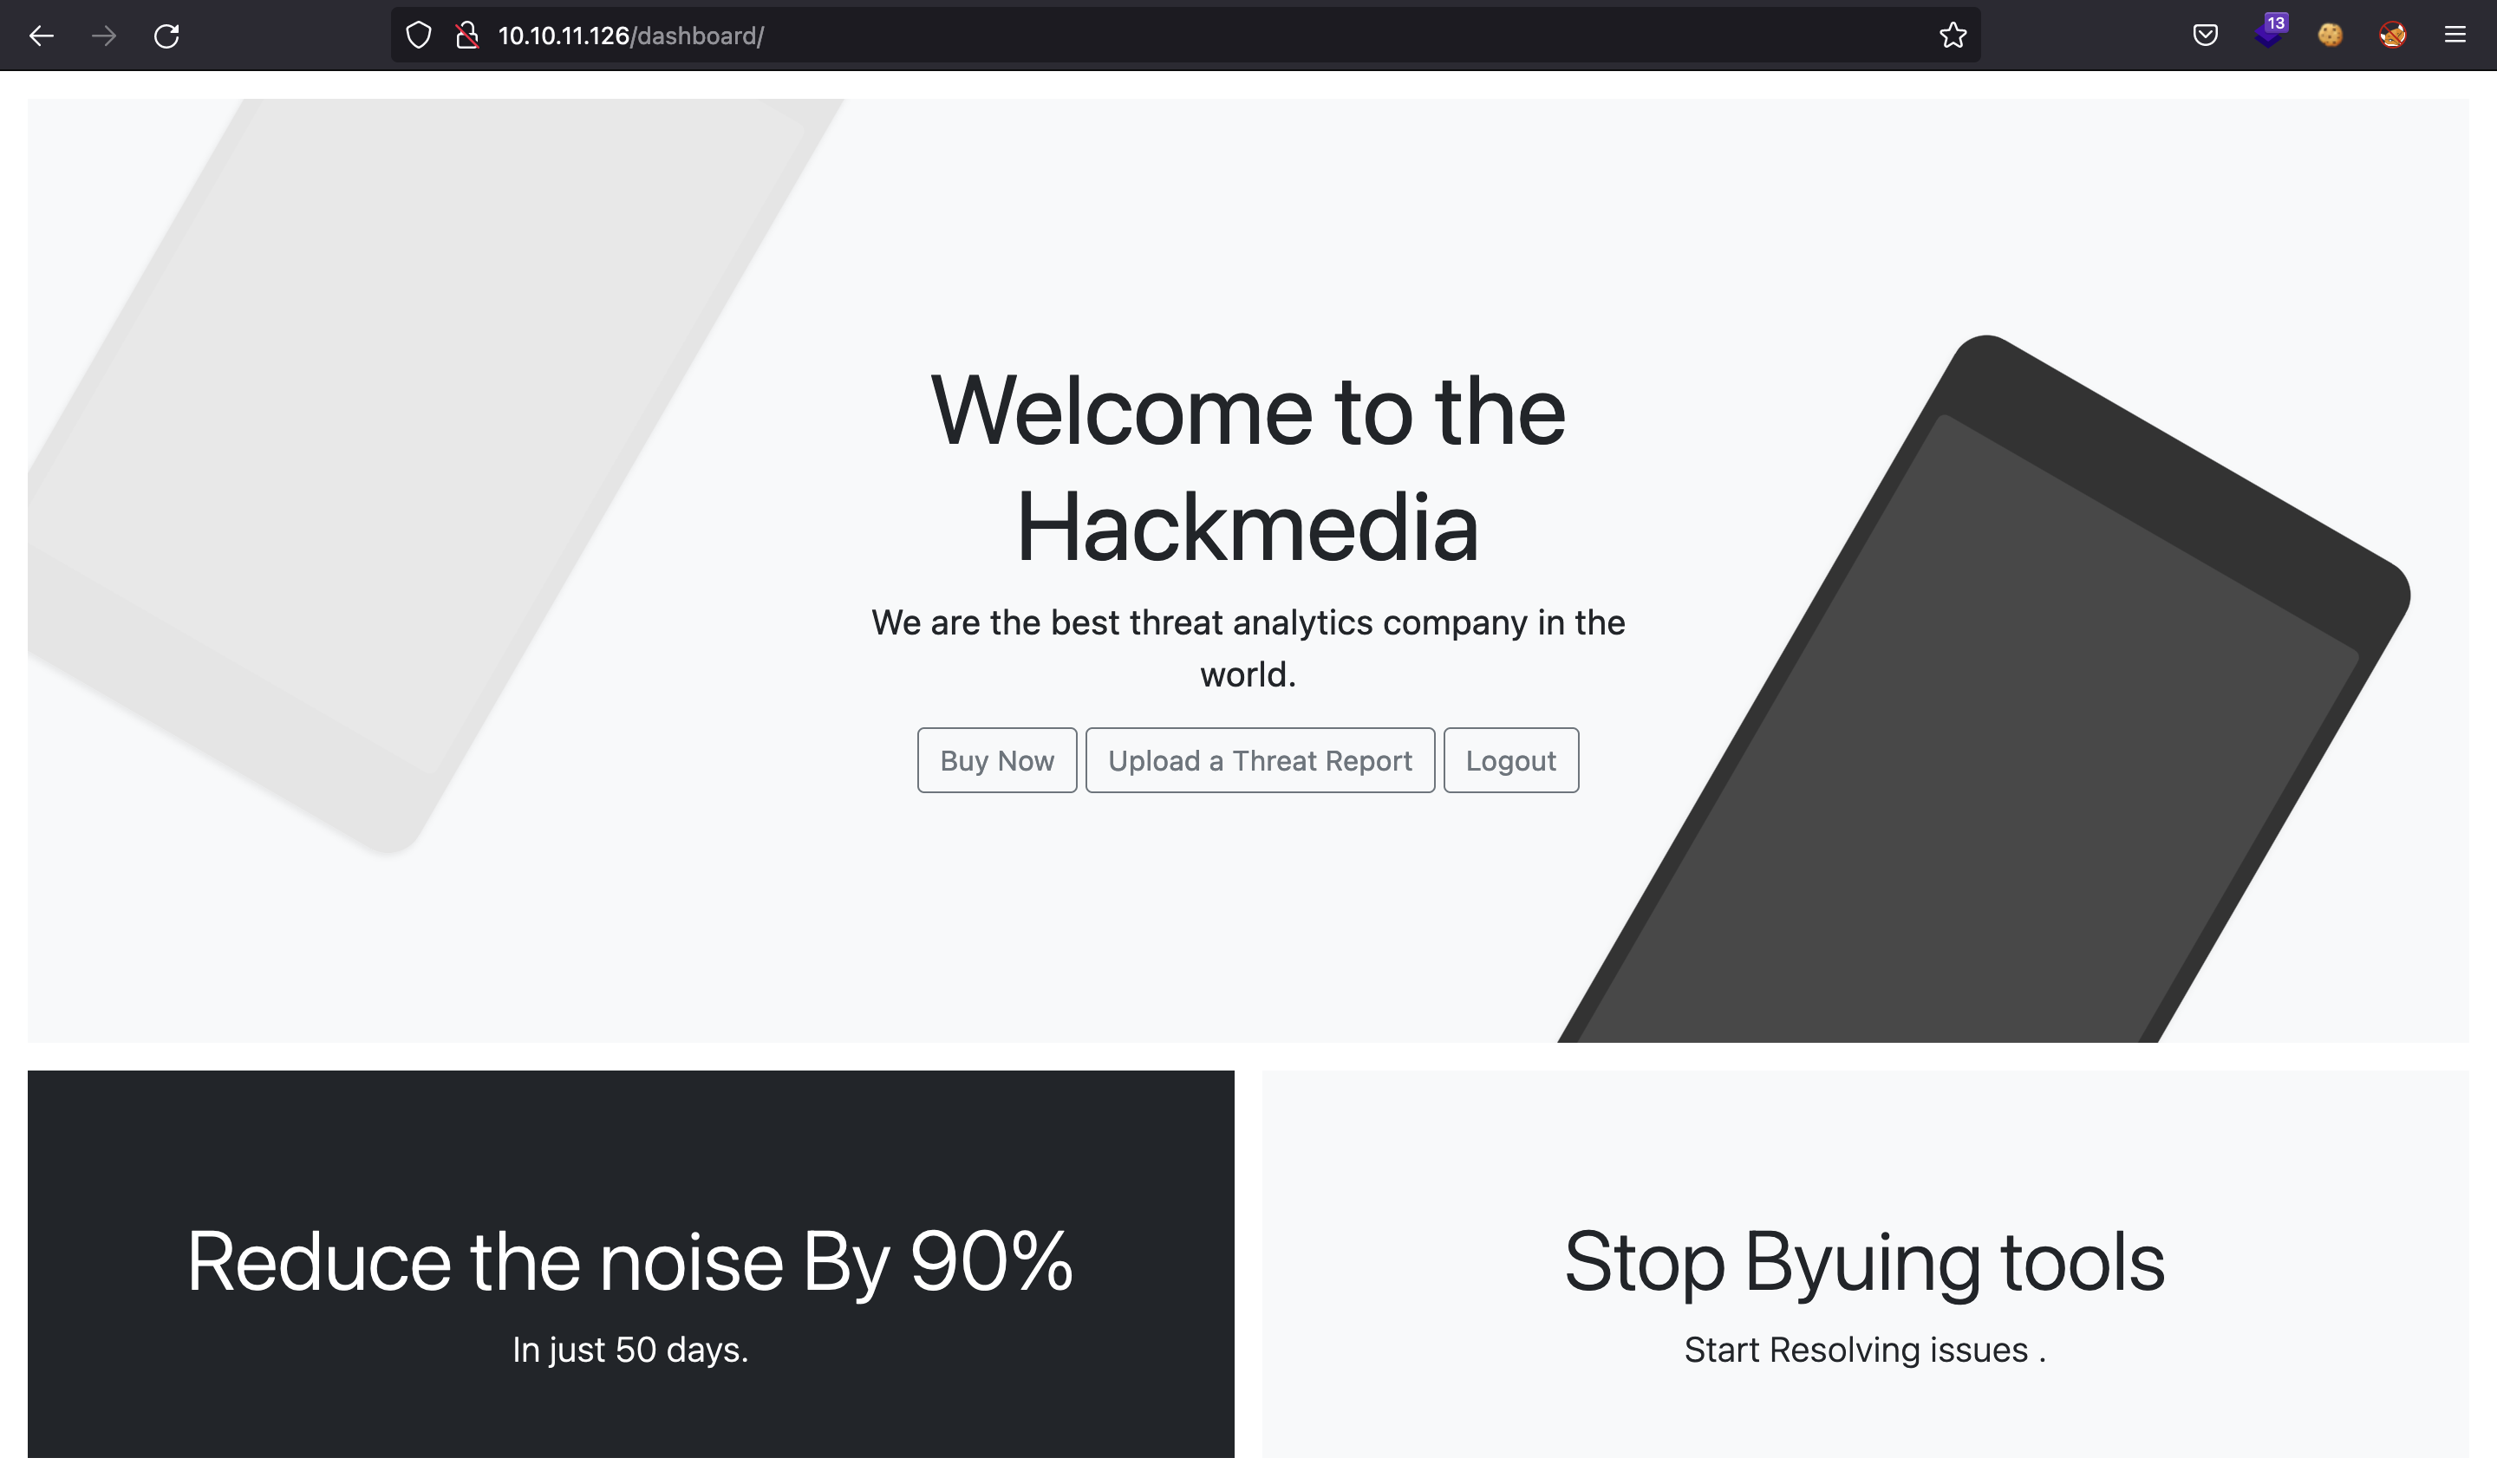 10.10.11.126/dashboard/
13
Welcome to the
Hackmedia
We are the best threat analytics company in the
world.
Buy Now
Upload a Threat Report
Logout
Reduce the noise By 90%
In just 50 days.
Stop Byuing tools
Start Resolving issues .